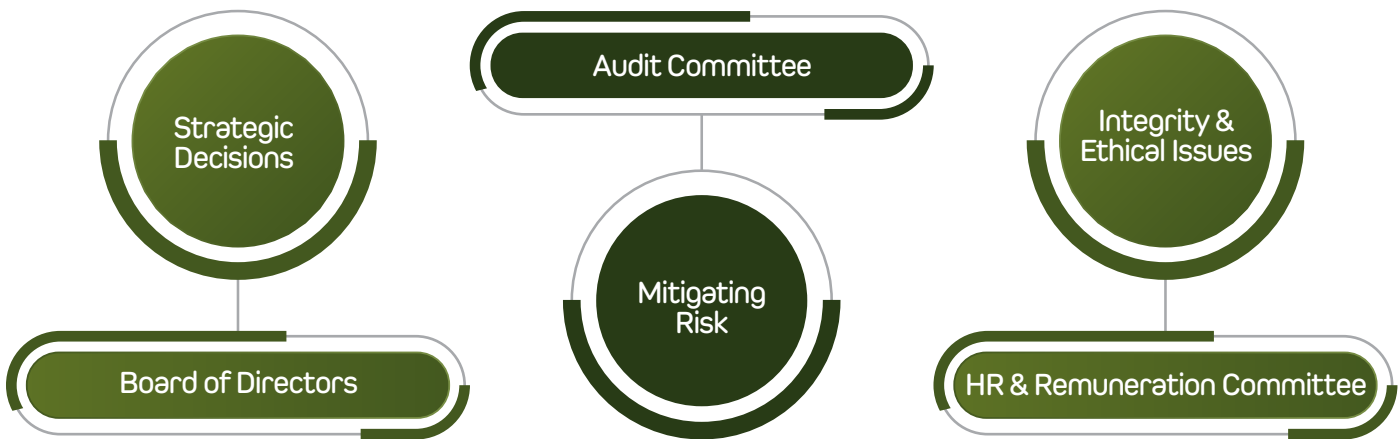 Strategic
Decisions
Board of Directors
Audit Committee
Mitigating
Risk
Integrity &
Ethical Issues
HR & Remuneration Committee